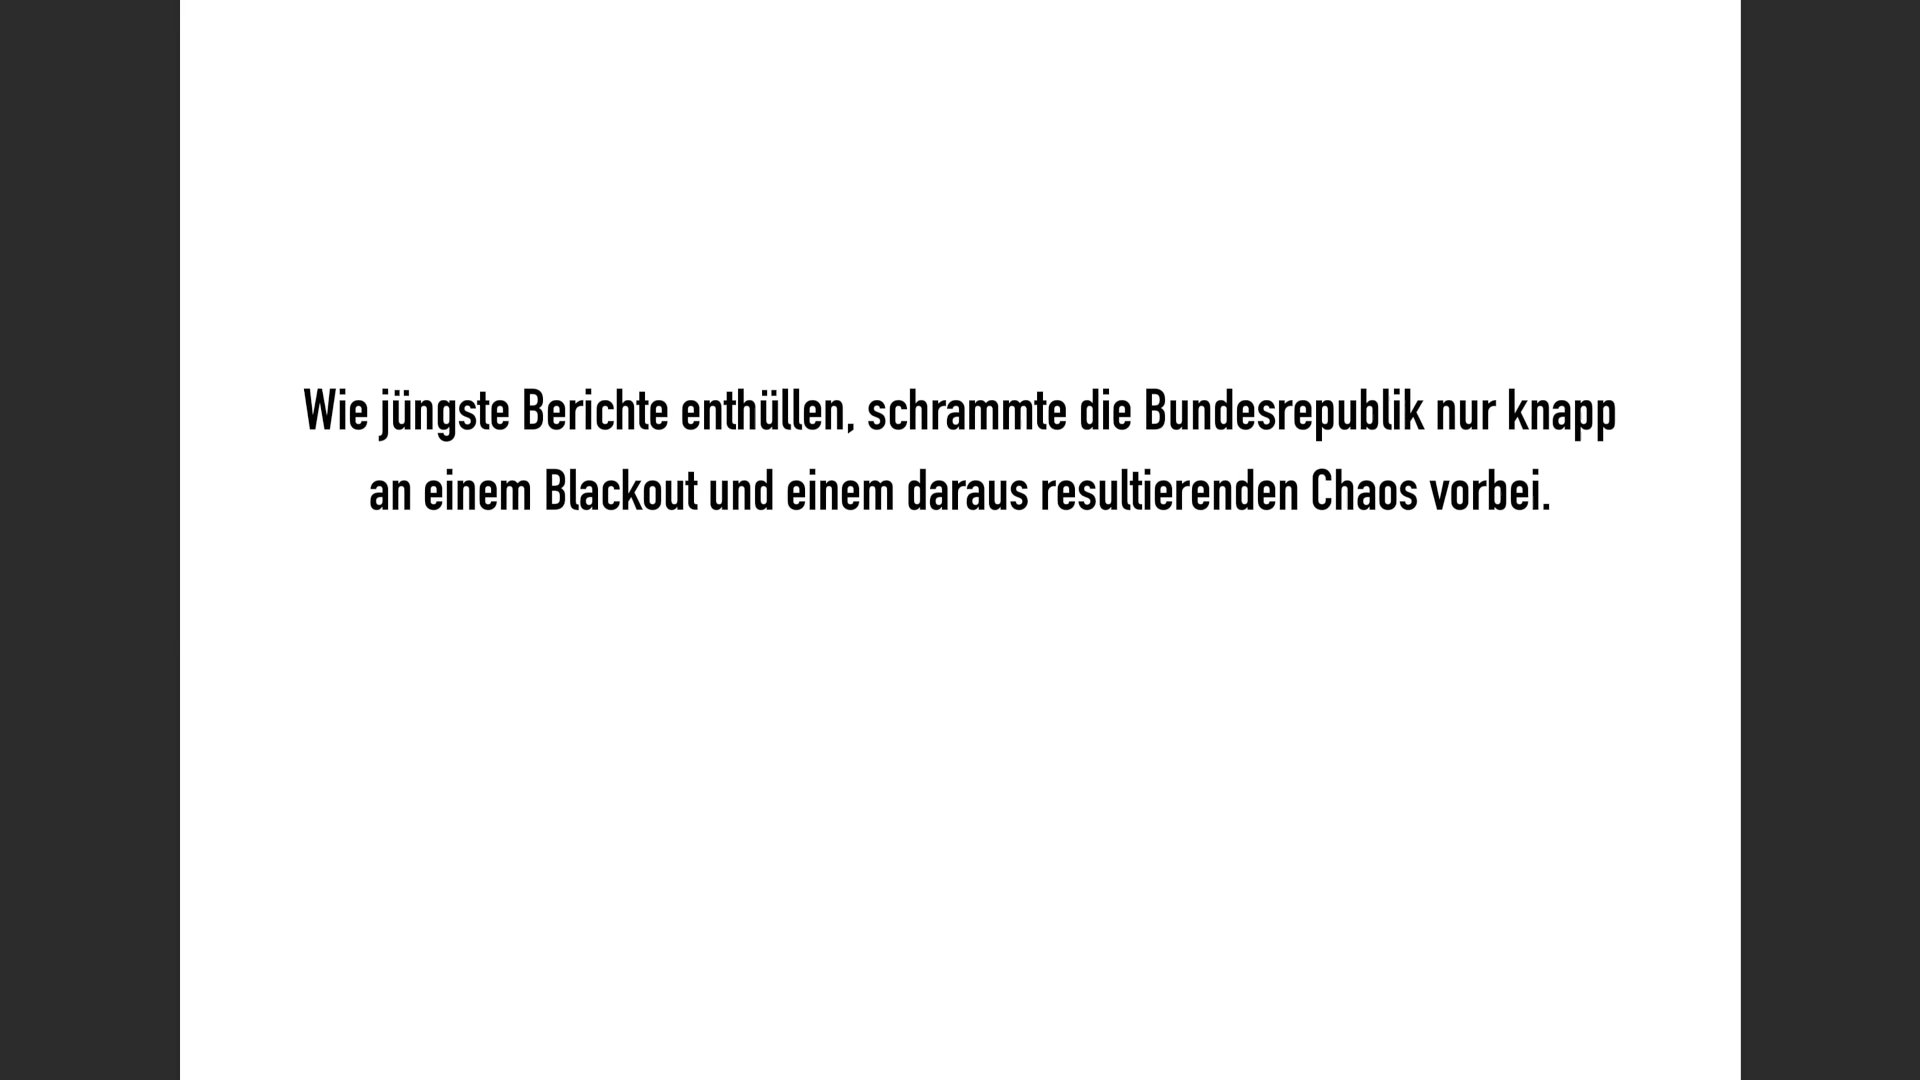 Wie jüngste Berichte enthüllen, schrammte die Bundesrepublik nur knapp
an einem Blackout und einem daraus resultierenden Chaos vorbei.